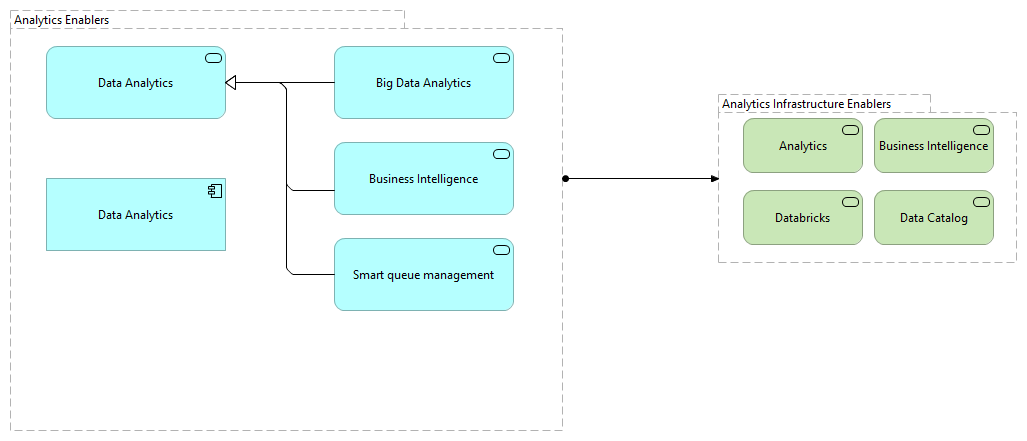 Analytics Enablers
Data Analytics
Big Data Analytics
Business Intelligence
Data Analytics
Smart queue management
Analytics Infrastructure Enablers
Analytics
Business Intelligence
Databricks
Data Catalog